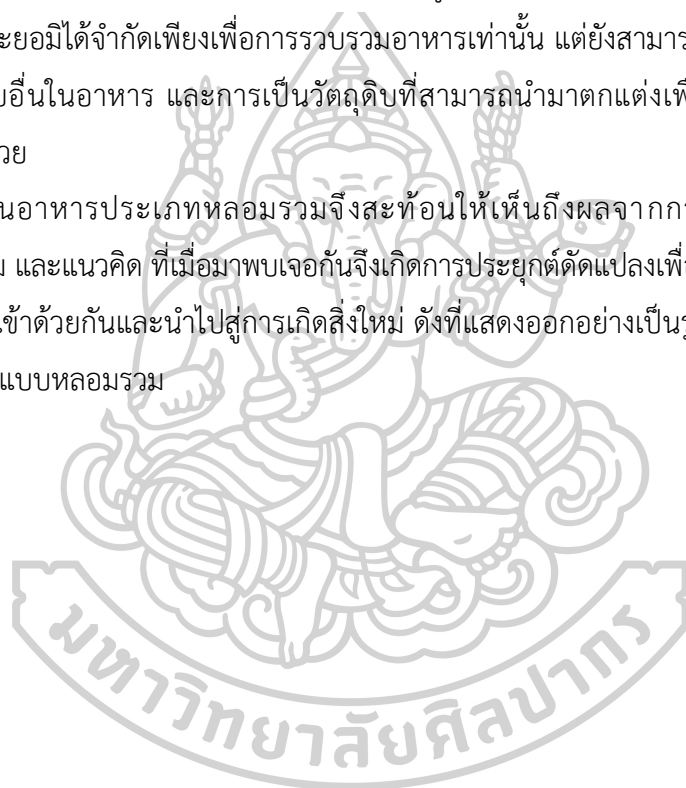 ะยอมิได้จำกัดเพียงเพื่อการรวบรวมอาหารเท่านั้น แต่ยังสามาร
บอื่นในอาหาร และการเป็นวัตถุดิบที่สามารถนำมาตกแต่งเพื
วย
นอาหารประเภทหลอมรวมจึงสะท้อนให้เห็นถึงผลจากกา
ม และแนวคิด ที่เมื่อมาพบเจอกันจึงเกิดการประยุกต์ดัดแปลงเพื่อ
เข้าด้วยกันและนำไปสู่การเกิดสิ่งใหม่ ดังที่แสดงออกอย่างเป็นรู
แบบหลอมรวม
มหาวิทยาลัยศิลปากร